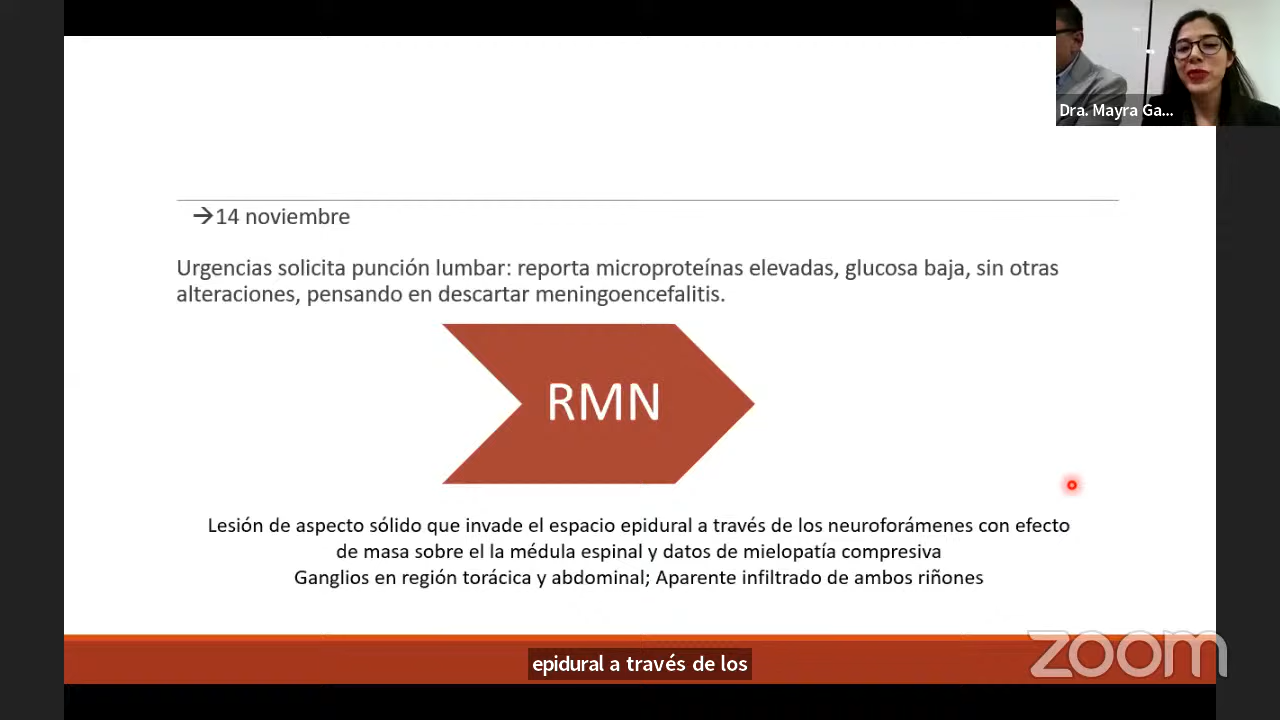 Dra. Mayra Ga...
→14 noviembre
Urgencias solicita punción lumbar: reporta microproteínas elevadas, glucosa baja, sin otras
alteraciones, pensando en descartar meningoencefalitis.
RMN
Lesión de aspecto sólido que invade el espacio epidural a través de los neuroforámenes con efecto
de masa sobre el la médula espinal y datos de mielopatía compresiva
Ganglios en región torácica y abdominal; Aparente infiltrado de ambos riñones
zoom
epidural a través de los